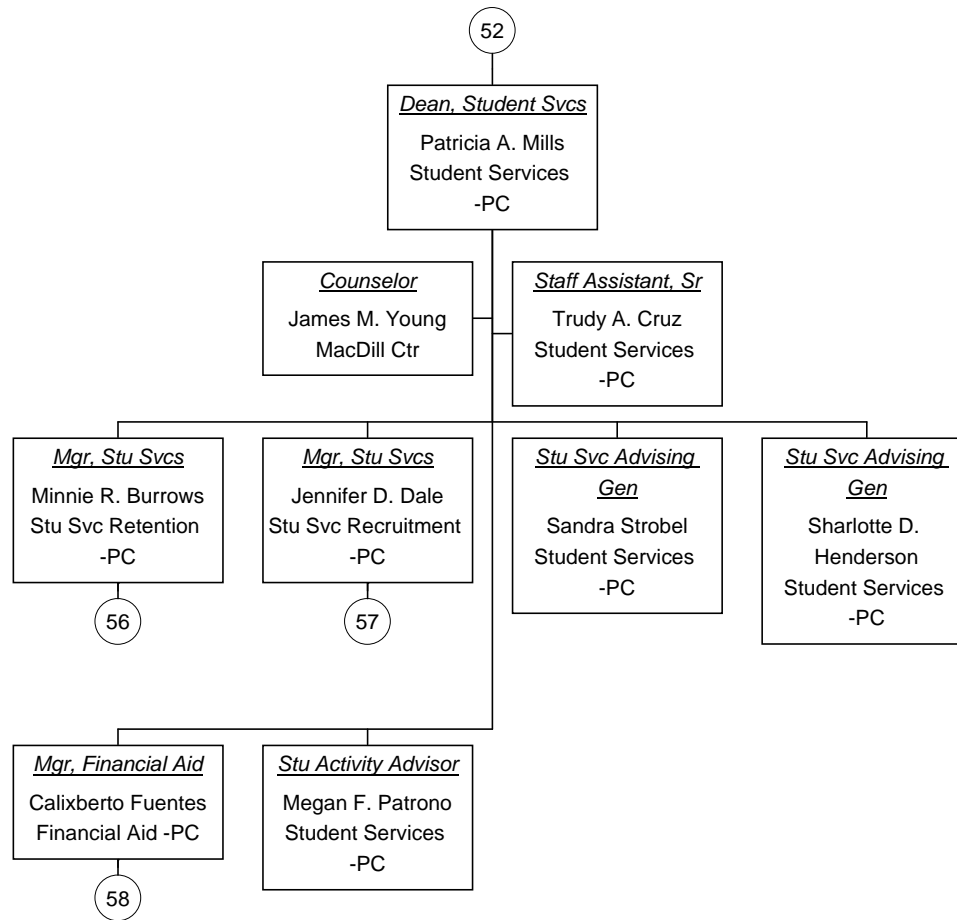 52
Dean, Student Svcs
Patricia A. Mills
Student Services
-PC
Counselor
James M. Young
MacDill Ctr
Staff Assistant, Sr
Trudy A. Cruz
Student Services
-PC
Mgr, Stu Svcs
Minnie R. Burrows
Stu Svc Retention
-PC
56
Mgr, Stu Svcs
Jennifer D. Dale
Stu Svc Recruitment
-PC
57
Stu Svc Advising
Gen
Sandra Strobel
Student Services
-PC
Stu Svc Advising
Gen
Sharlotte D.
Henderson
Student Services
-PC
Mgr, Financial Aid
Calixberto Fuentes
Financial Aid -PC
58
Stu Activity Advisor
Megan F. Patrono
Student Services
-PC